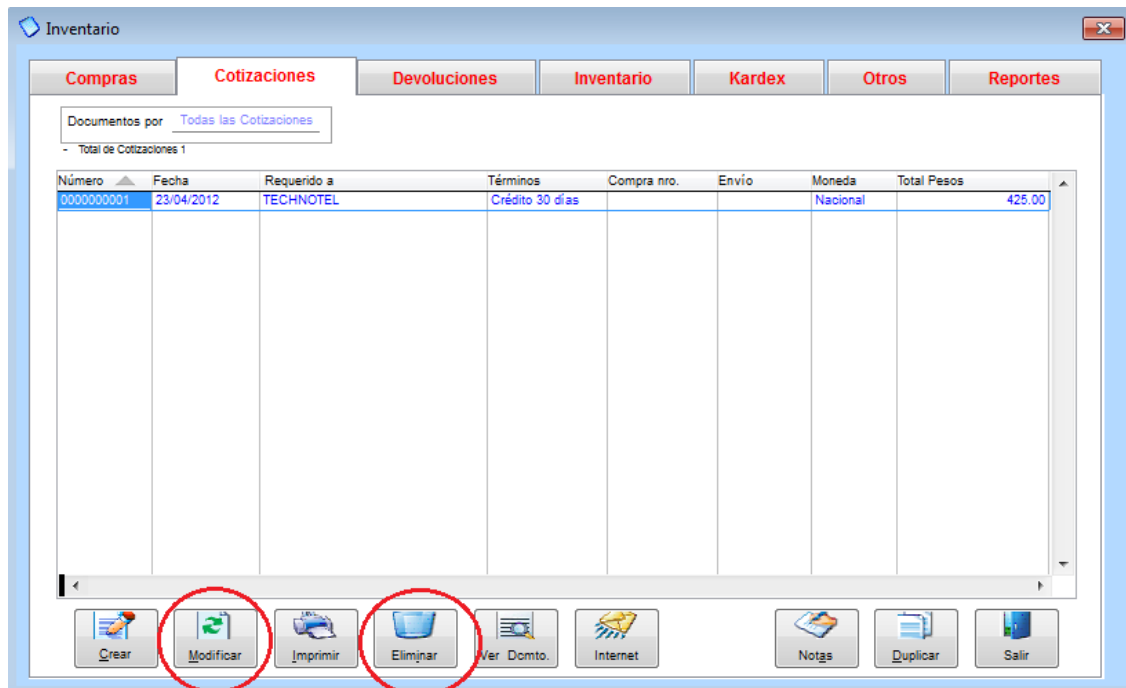 Inventario
Compras Cotizaciones Devoluciones Inventario Kardex Otros Reportes
Documentos por Todas las Cotizaciones
- Total de Cotizaciones 1
Número Fecha Requerido a Términos Compra nro. Envío Moneda Total Pesos
0000000001 23/04/2012 TECHNOTEL Crédito 30 días Nacional 425.00
Crear Modificar Imprimir Eliminar Ver Dcmto. Internet Notas Duplicar Salir